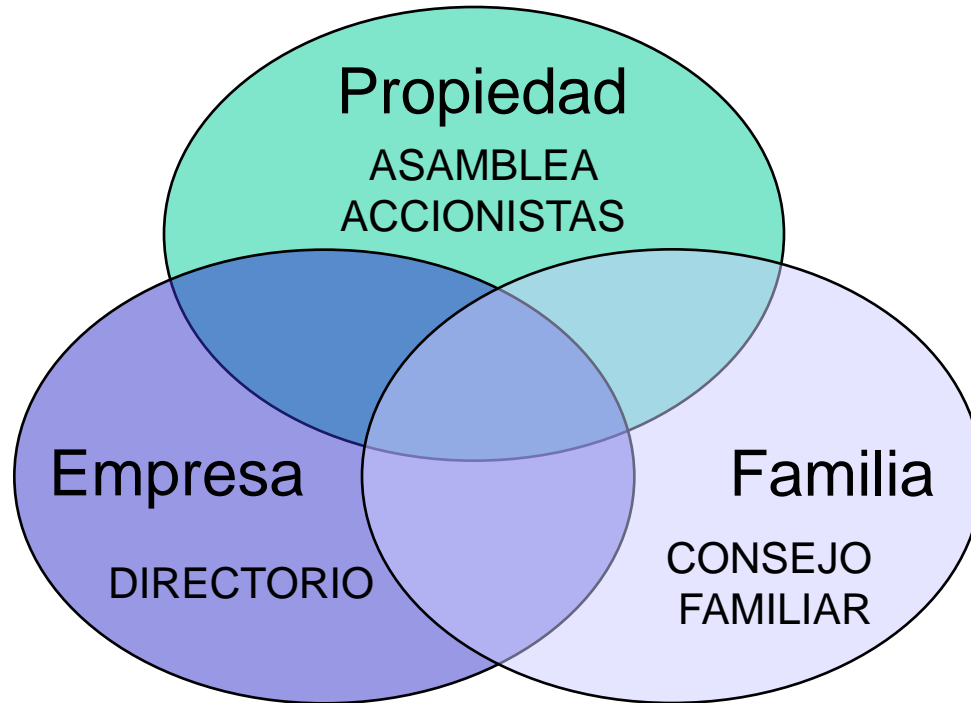 Propiedad
ASAMBLEA
ACCIONISTAS
Empresa
DIRECTORIO
Familia
CONSEJO
FAMILIAR